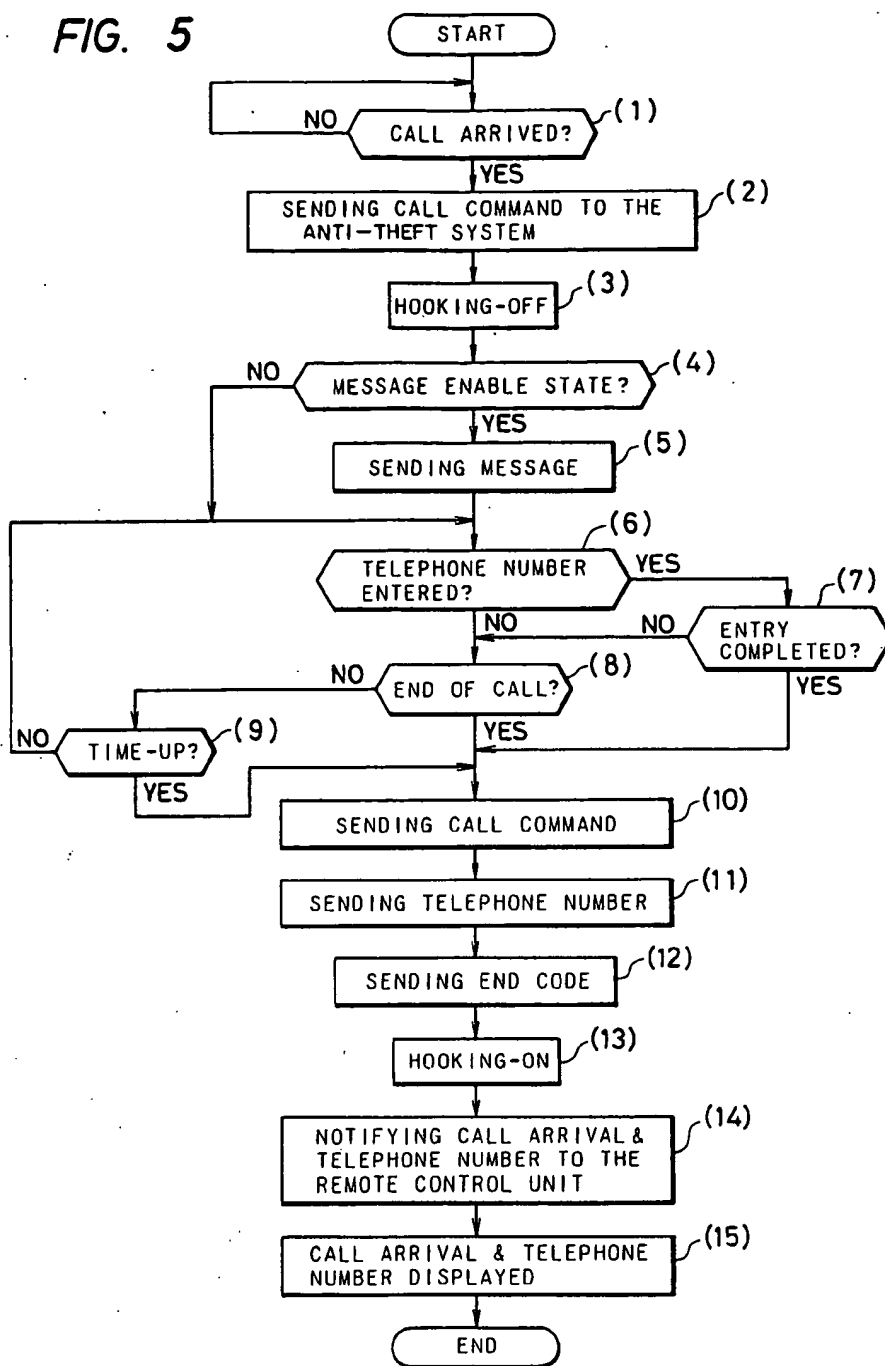 FIG. 5
START
(1)
NO
CALL ARRIVED?
YES
(2)
SENDING CALL COMMAND TO THE
ANTI-THEFT SYSTEM
(3)
HOOKING-OFF
(4)
NO
MESSAGE ENABLE STATE?
YES
(5)
SENDING MESSAGE
(6)
TELEPHONE NUMBER
ENTERED?
YES
(7)
NO
NO
ENTRY
COMPLETED?
YES
(8)
NO
END OF CALL?
YES
(9)
NO
TIME-UP?
YES
(10)
SENDING CALL COMMAND
(11)
SENDING TELEPHONE NUMBER
(12)
SENDING END CODE
(13)
HOOKING-ON
(14)
NOTIFYING CALL ARRIVAL &
TELEPHONE NUMBER TO THE
REMOTE CONTROL UNIT
(15)
CALL ARRIVAL & TELEPHONE
NUMBER DISPLAYED
END